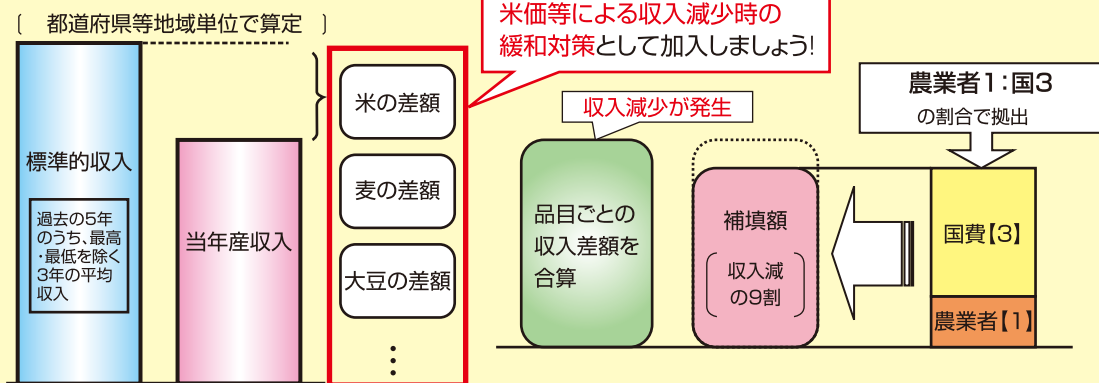 〔 都道府県等地域単位で算定 〕
標準的収入
過去の5年
のうち、最高
・最低を除く
3年の平均
収入
当年産収入
米の差額
麦の差額
大豆の差額
⋮
米価等による収入減少時の
緩和対策として加入しましょう!
収入減少が発生
品目ごとの
収入差額を
合算
補填額
収入減
の9割
農業者1:国3
の割合で拠出
国費【3】
農業者【1】